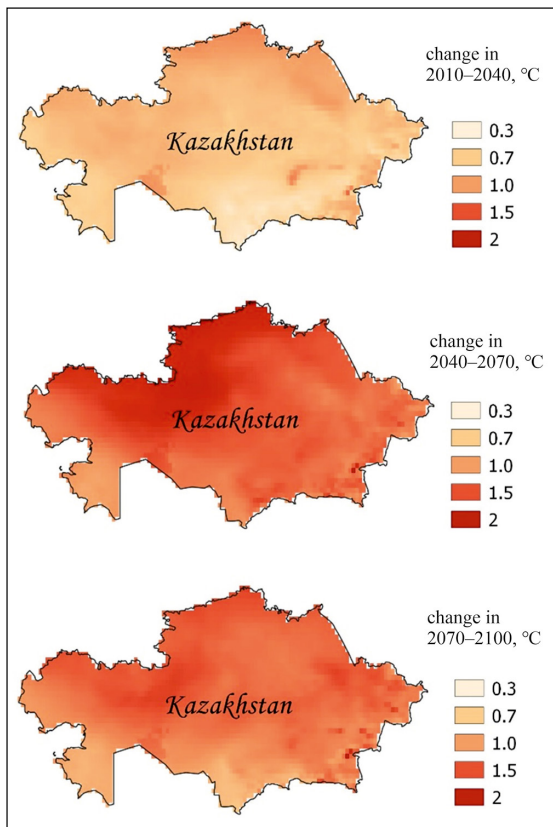 change in
2010–2040, °C
Kazakhstan
0.3
0.7
1.0
1.5
2
change in
2040–2070, °C
Kazakhstan
0.3
0.7
1.0
1.5
2
change in
2070–2100, °C
Kazakhstan
0.3
0.7
1.0
1.5
2